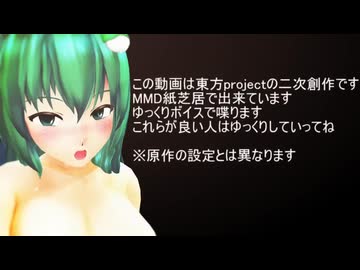 この動画は東方projectの二次創作です
MMD紙芝居で出来ています
ゆっくりボイスで喋ります
これらが良い人はゆっくりしていってね
※原作の設定とは異なります